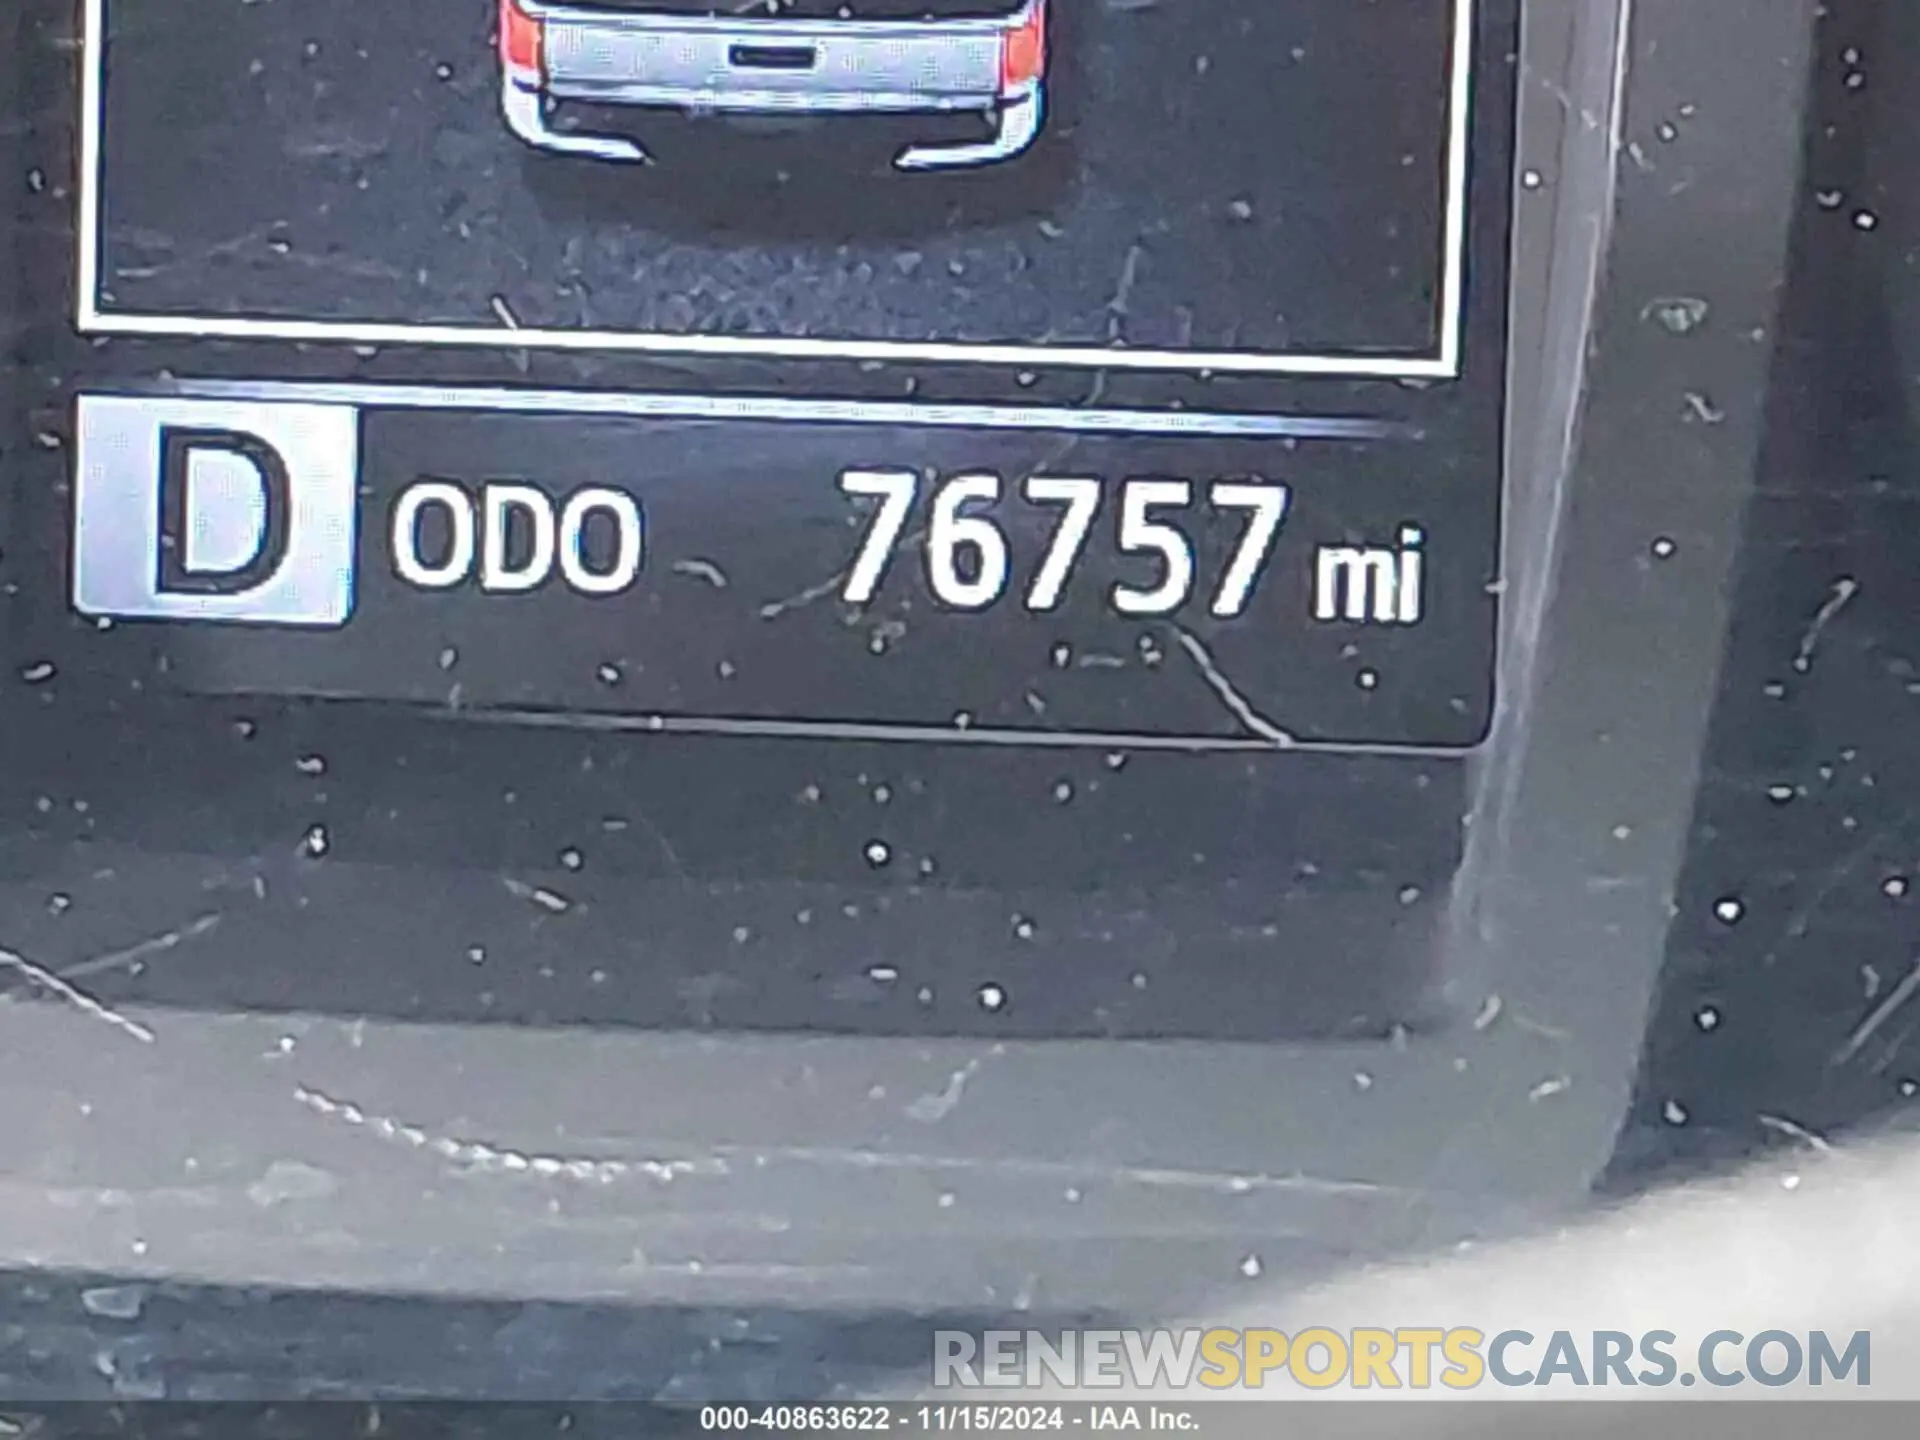 D ODO 76757 mi
RENEWSPORTSCARS.COM
000-40863622 - 11/15/2024 - IAA Inc.